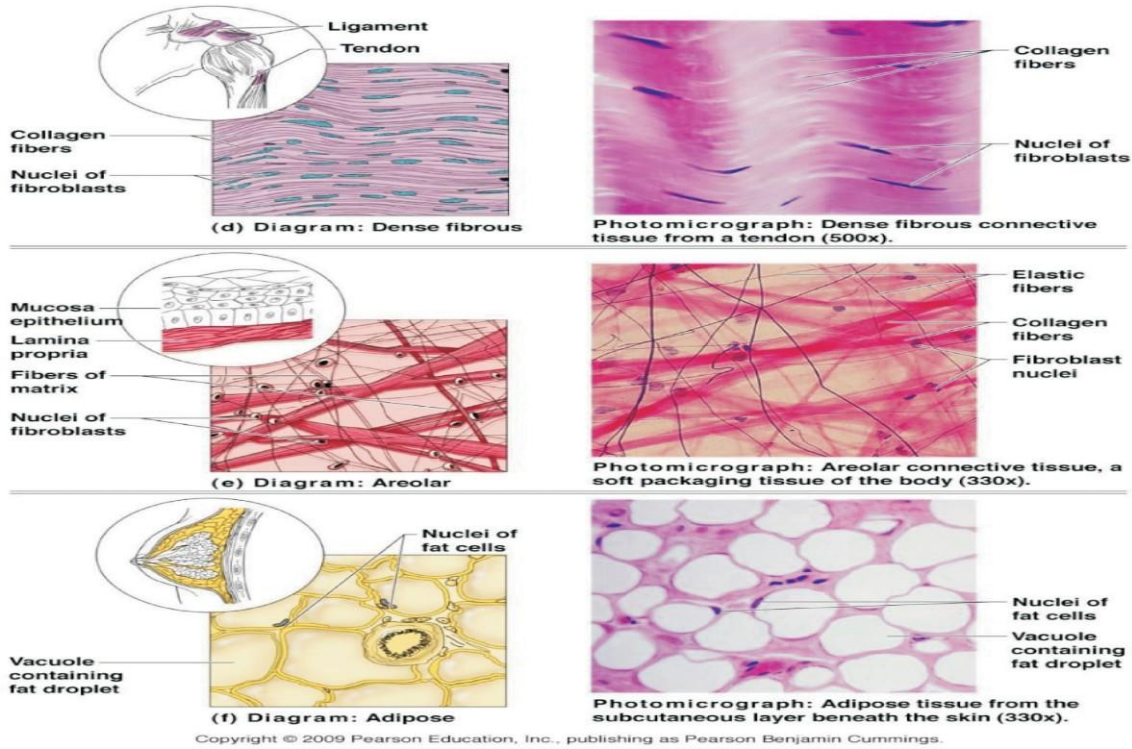 Ligament
Tendon
Collagen
fibers
Nuclei of
fibroblasts
(d) Diagram: Dense fibrous
Collagen
fibers
Nuclei of
fibroblasts
Photomicrograph: Dense fibrous connective
tissue from a tendon (500x).
Mucosa
epithelium
Lamina
propria
Fibers of
matrix
Nuclei of
fibroblasts
(e) Diagram: Areolar
Elastic
fibers
Collagen
fibers
Fibroblast
nuclei
Photomicrograph: Areolar connective tissue, a
soft packaging tissue of the body (330x).
Nuclei of
fat cells
Vacuole
containing
fat droplet
(f) Diagram: Adipose
Nuclei of
fat cells
Vacuole
containing
fat droplet
Photomicrograph: Adipose tissue from the
subcutaneous layer beneath the skin (330x).
Copyright © 2009 Pearson Education, Inc., publishing as Pearson Benjamin Cummings.